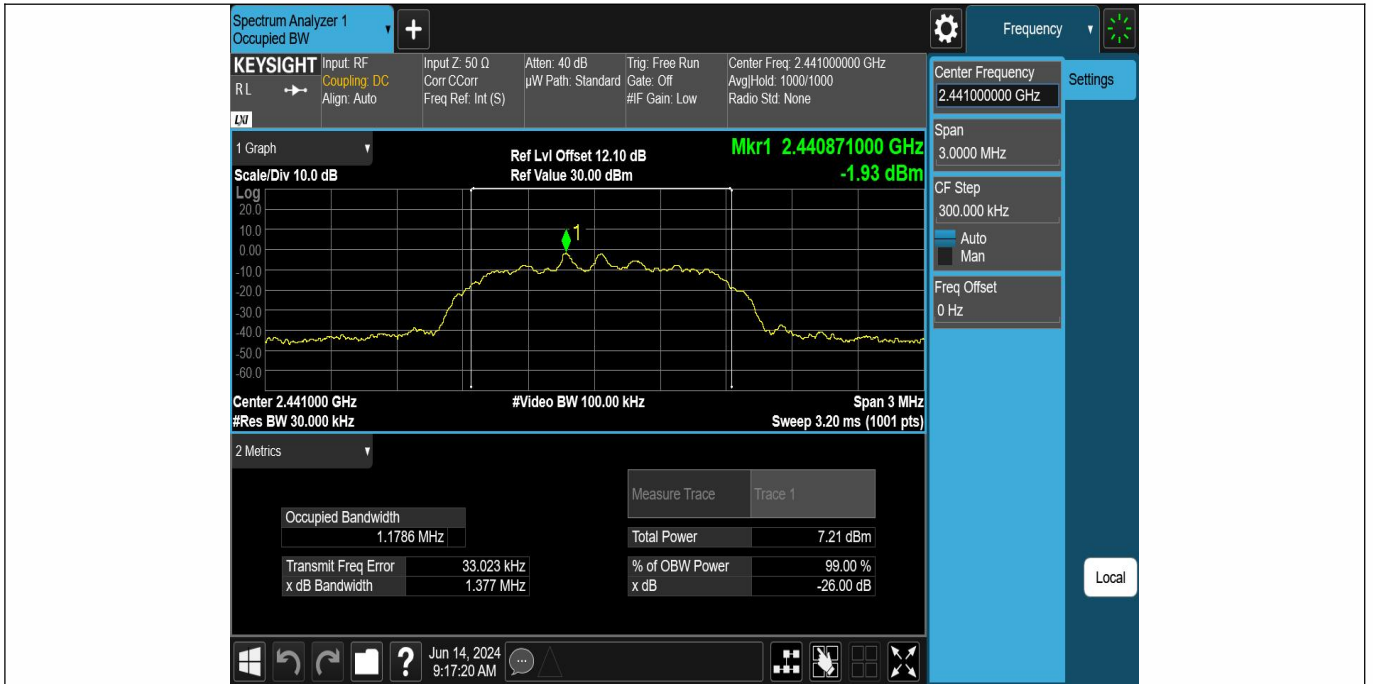 Spectrum Analyzer 1
Occupied BW
Frequency
KEYSIGHT
RL
LXI
Input: RF
Coupling: DC
Align: Auto
Input Z: 50 Ω
Corr CCorr
Freq Ref: Int (S)
Atten: 40 dB
µW Path: Standard
Trig: Free Run
Gate: Off
#IF Gain: Low
Center Freq: 2.441000000 GHz
Avg|Hold: 1000/1000
Radio Std: None
Center Frequency
2.441000000 GHz
Settings
Span
3.0000 MHz
CF Step
300.000 kHz
Auto
Man
Freq Offset
0 Hz
Local
1 Graph
Scale/Div 10.0 dB
Ref Lvl Offset 12.10 dB
Ref Value 30.00 dBm
Mkr1 2.440871000 GHz
-1.93 dBm
Log
20.0
10.0
0.00
-10.0
-20.0
-30.0
-40.0
-50.0
-60.0
1
Center 2.441000 GHz
#Res BW 30.000 kHz
#Video BW 100.00 kHz
Span 3 MHz
Sweep 3.20 ms (1001 pts)
2 Metrics
Measure Trace Trace 1
Occupied Bandwidth
1.1786 MHz
Total Power 7.21 dBm
Transmit Freq Error 33.023 kHz
% of OBW Power 99.00 %
x dB Bandwidth 1.377 MHz
x dB -26.00 dB
?
Jun 14, 2024
9:17:20 AM